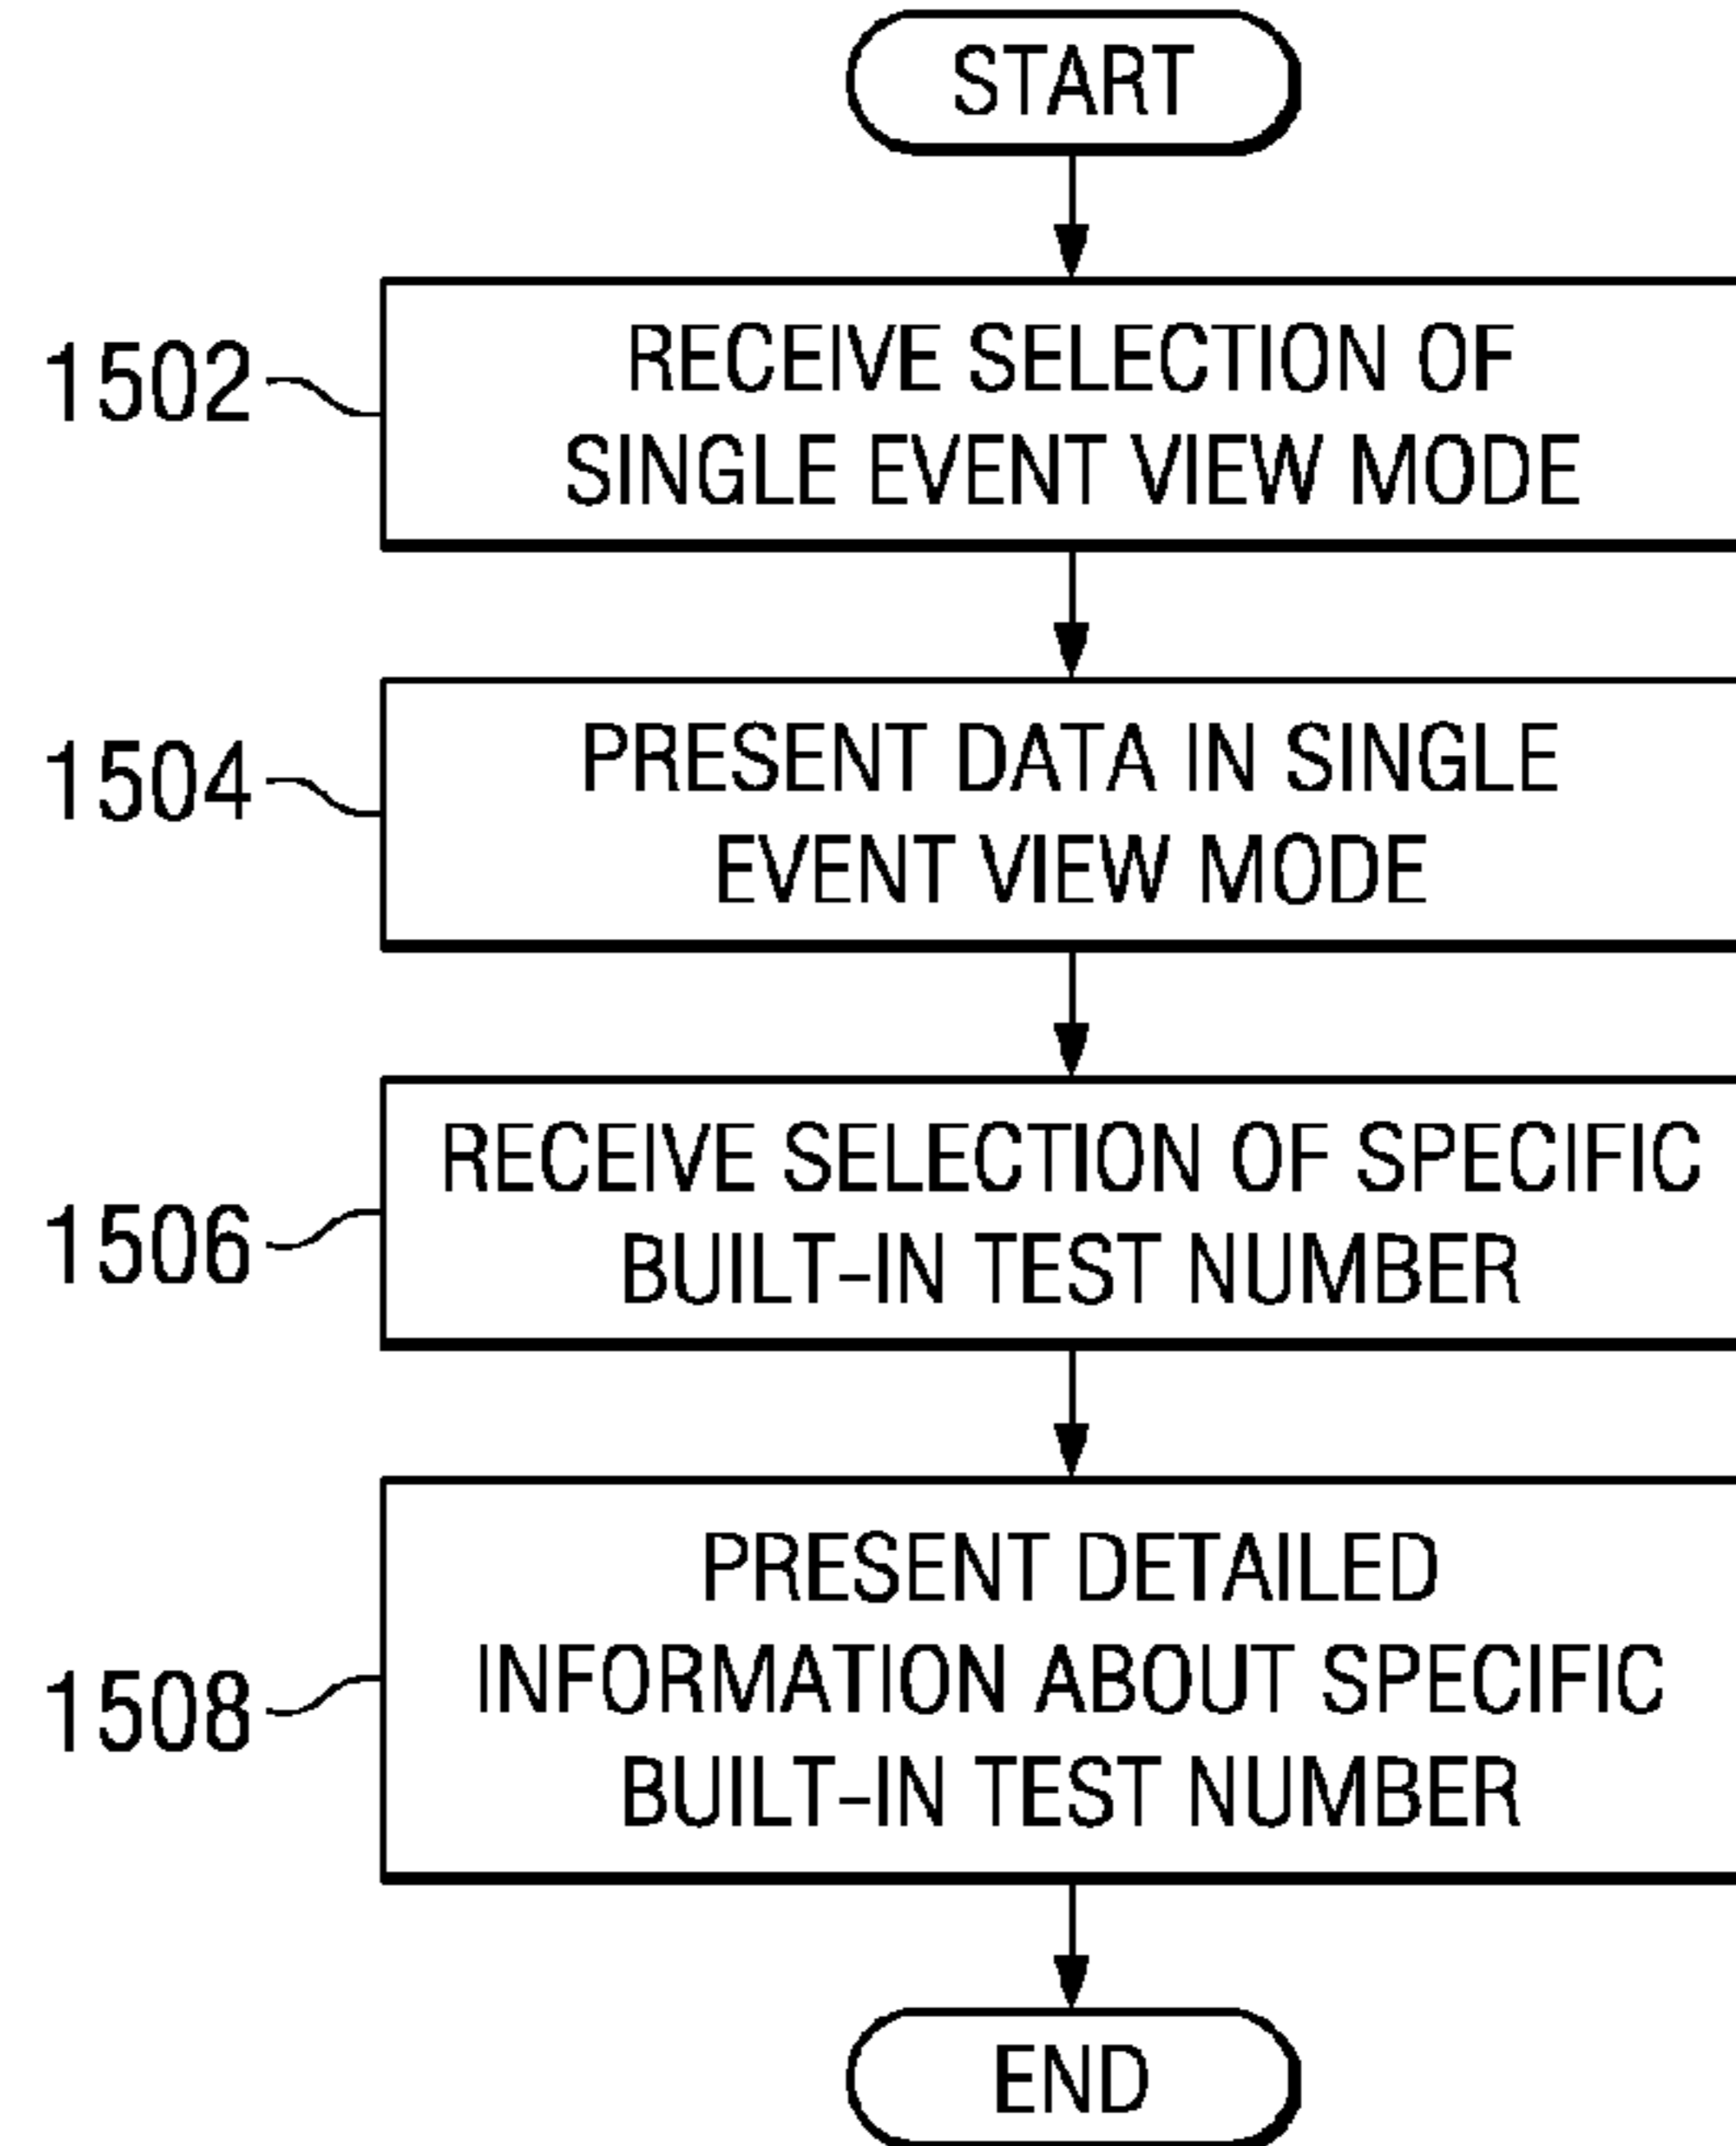 START
1502
RECEIVE SELECTION OF
SINGLE EVENT VIEW MODE
1504
PRESENT DATA IN SINGLE
EVENT VIEW MODE
1506
RECEIVE SELECTION OF SPECIFIC
BUILT-IN TEST NUMBER
1508
PRESENT DETAILED
INFORMATION ABOUT SPECIFIC
BUILT-IN TEST NUMBER
END